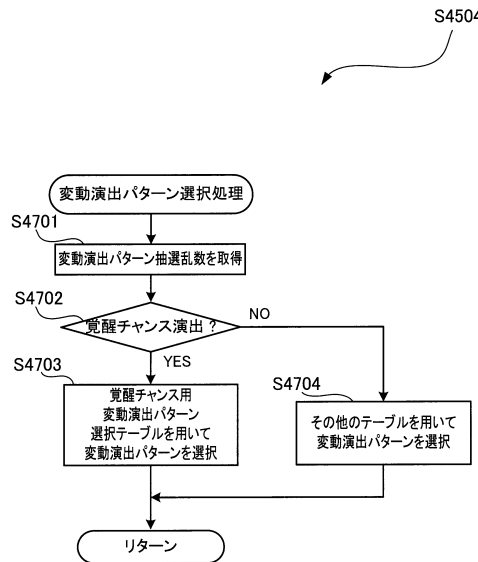 S4504
変動演出パターン選択処理
S4701
変動演出パターン抽選乱数を取得
S4702
覚醒チャンス演出？
NO
YES
S4703
覚醒チャンス用
変動演出パターン
選択テーブルを用いて
変動演出パターンを選択
S4704
その他のテーブルを用いて
変動演出パターンを選択
リターン